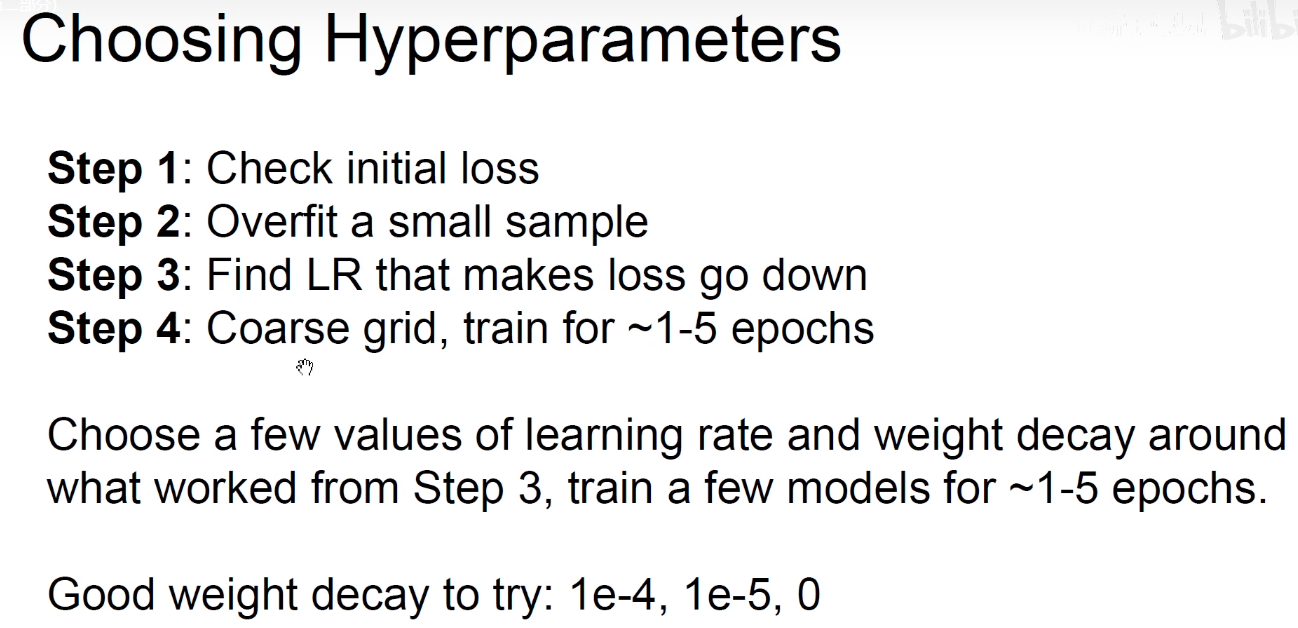 Choosing Hyperparameters
Step 1: Check initial loss
Step 2: Overfit a small sample
Step 3: Find LR that makes loss go down
Step 4: Coarse grid, train for ~1-5 epochs
Choose a few values of learning rate and weight decay around
what worked from Step 3, train a few models for ~1-5 epochs.
Good weight decay to try: 1e-4, 1e-5, 0